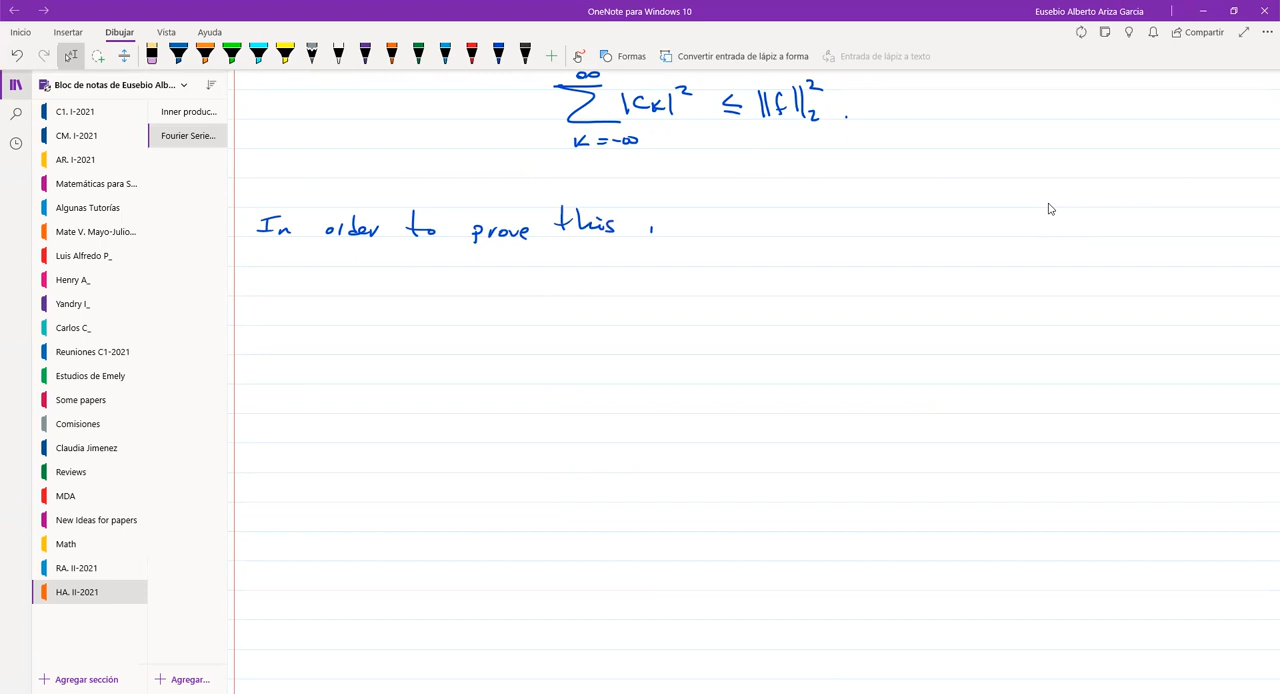 OneNote para Windows 10
Eusebio Alberto Ariza Garcia
Inicio
Insertar
Dibujar
Vista
Ayuda
Compartir
Formas
Convertir entrada de lápiz a forma
Entrada de lápiz a texto
Bloc de notas de Eusebio Alb...
C1. I-2021
CM. I-2021
AR. I-2021
Matemáticas para S...
Algunas Tutorías
Mate V. Mayo-Julio...
Luis Alfredo P_
Henry A_
Yandry I_
Carlos C_
Reuniones C1-2021
Estudios de Emely
Some papers
Comisiones
Claudia Jimenez
Reviews
MDA
New Ideas for papers
Math
RA. II-2021
HA. II-2021
Agregar sección
Inner produc...
Fourier Serie...
Agregar...
∞
∑ |CK|² ≤ ‖f‖₂² .
K = -∞
In order to prove this ,